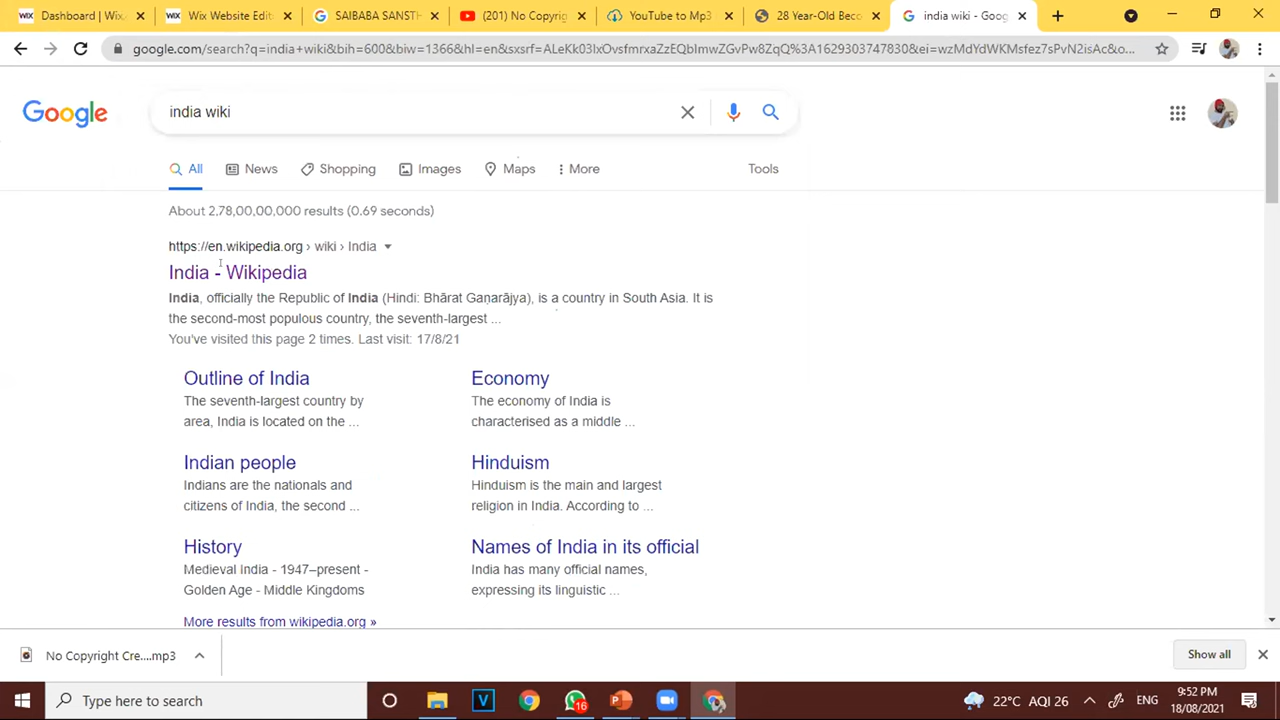 WIX Dashboard | Wix.
WIX Wix Website Edit
SAIBABA SANSTH
(201) No Copyrig
YouTube to Mp3
28 Year-Old Beco
india wiki - Goog
google.com/search?q=india+wiki&bih=600&biw=1366&hl=en&sxsrf=ALeKk03IxOvsfmrxaZzEQblmwZGvPw8ZqQ%3A1629303747830&ei=wzMdYdWKMsfez7sPvN2isAc&o...
Google
india wiki
All
News
Shopping
Images
Maps
More
Tools
About 2,78,00,00,000 results (0.69 seconds)
https://en.wikipedia.org › wiki › India
India - Wikipedia
India, officially the Republic of India (Hindi: Bhārat Gaṇarājya), is a country in South Asia. It is
the second-most populous country, the seventh-largest ...
You've visited this page 2 times. Last visit: 17/8/21
Outline of India
The seventh-largest country by
area, India is located on the ...
Economy
The economy of India is
characterised as a middle ...
Indian people
Indians are the nationals and
citizens of India, the second ...
Hinduism
Hinduism is the main and largest
religion in India. According to ...
History
Medieval India - 1947–present -
Golden Age - Middle Kingdoms
Names of India in its official
India has many official names,
expressing its linguistic ...
More results from wikipedia.org »
No Copyright Cre....mp3
Show all
Type here to search
V
16
22°C AQI 26
ENG
9:52 PM
18/08/2021